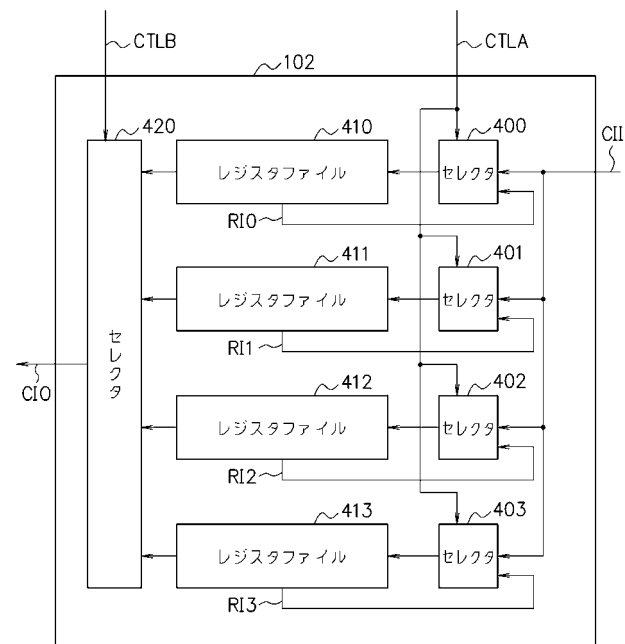 CTLB
CTLA
102
420
410
400
CII
レジスタファイル
セレクタ
RI0
411
401
レジスタファイル
セレクタ
RI1
セレクタ
CIO
412
402
レジスタファイル
セレクタ
RI2
413
403
レジスタファイル
セレクタ
RI3